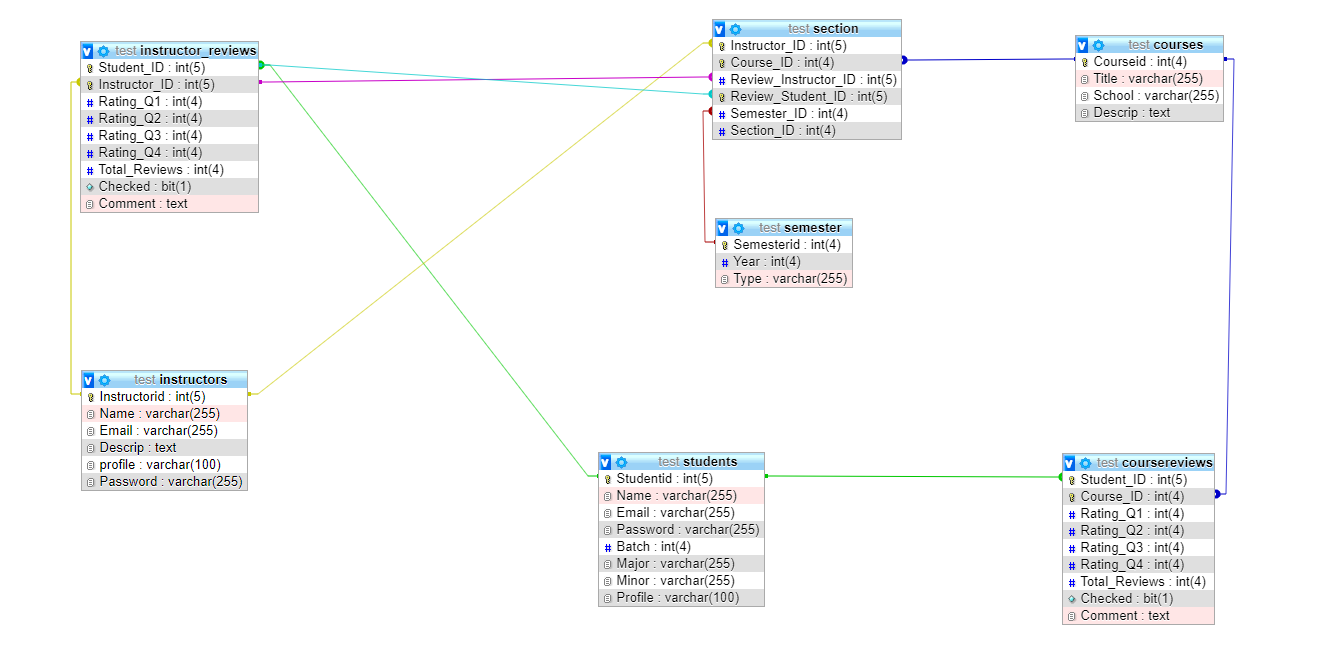 test instructor_reviews
Student_ID : int(5)
Instructor_ID : int(5)
Rating_Q1 : int(4)
Rating_Q2 : int(4)
Rating_Q3 : int(4)
Rating_Q4 : int(4)
Total_Reviews : int(4)
Checked : bit(1)
Comment : text
test section
Instructor_ID : int(5)
Course_ID : int(4)
Review_Instructor_ID : int(5)
Review_Student_ID : int(5)
Semester_ID : int(4)
Section_ID : int(4)
test courses
Courseid : int(4)
Title : varchar(255)
School : varchar(255)
Descrip : text
test semester
Semesterid : int(4)
Year : int(4)
Type : varchar(255)
test instructors
Instructorid : int(5)
Name : varchar(255)
Email : varchar(255)
Descrip : text
profile : varchar(100)
Password : varchar(255)
test students
Studentid : int(5)
Name : varchar(255)
Email : varchar(255)
Password : varchar(255)
Batch : int(4)
Major : varchar(255)
Minor : varchar(255)
Profile : varchar(100)
test coursereviews
Student_ID : int(5)
Course_ID : int(4)
Rating_Q1 : int(4)
Rating_Q2 : int(4)
Rating_Q3 : int(4)
Rating_Q4 : int(4)
Total_Reviews : int(4)
Checked : bit(1)
Comment : text